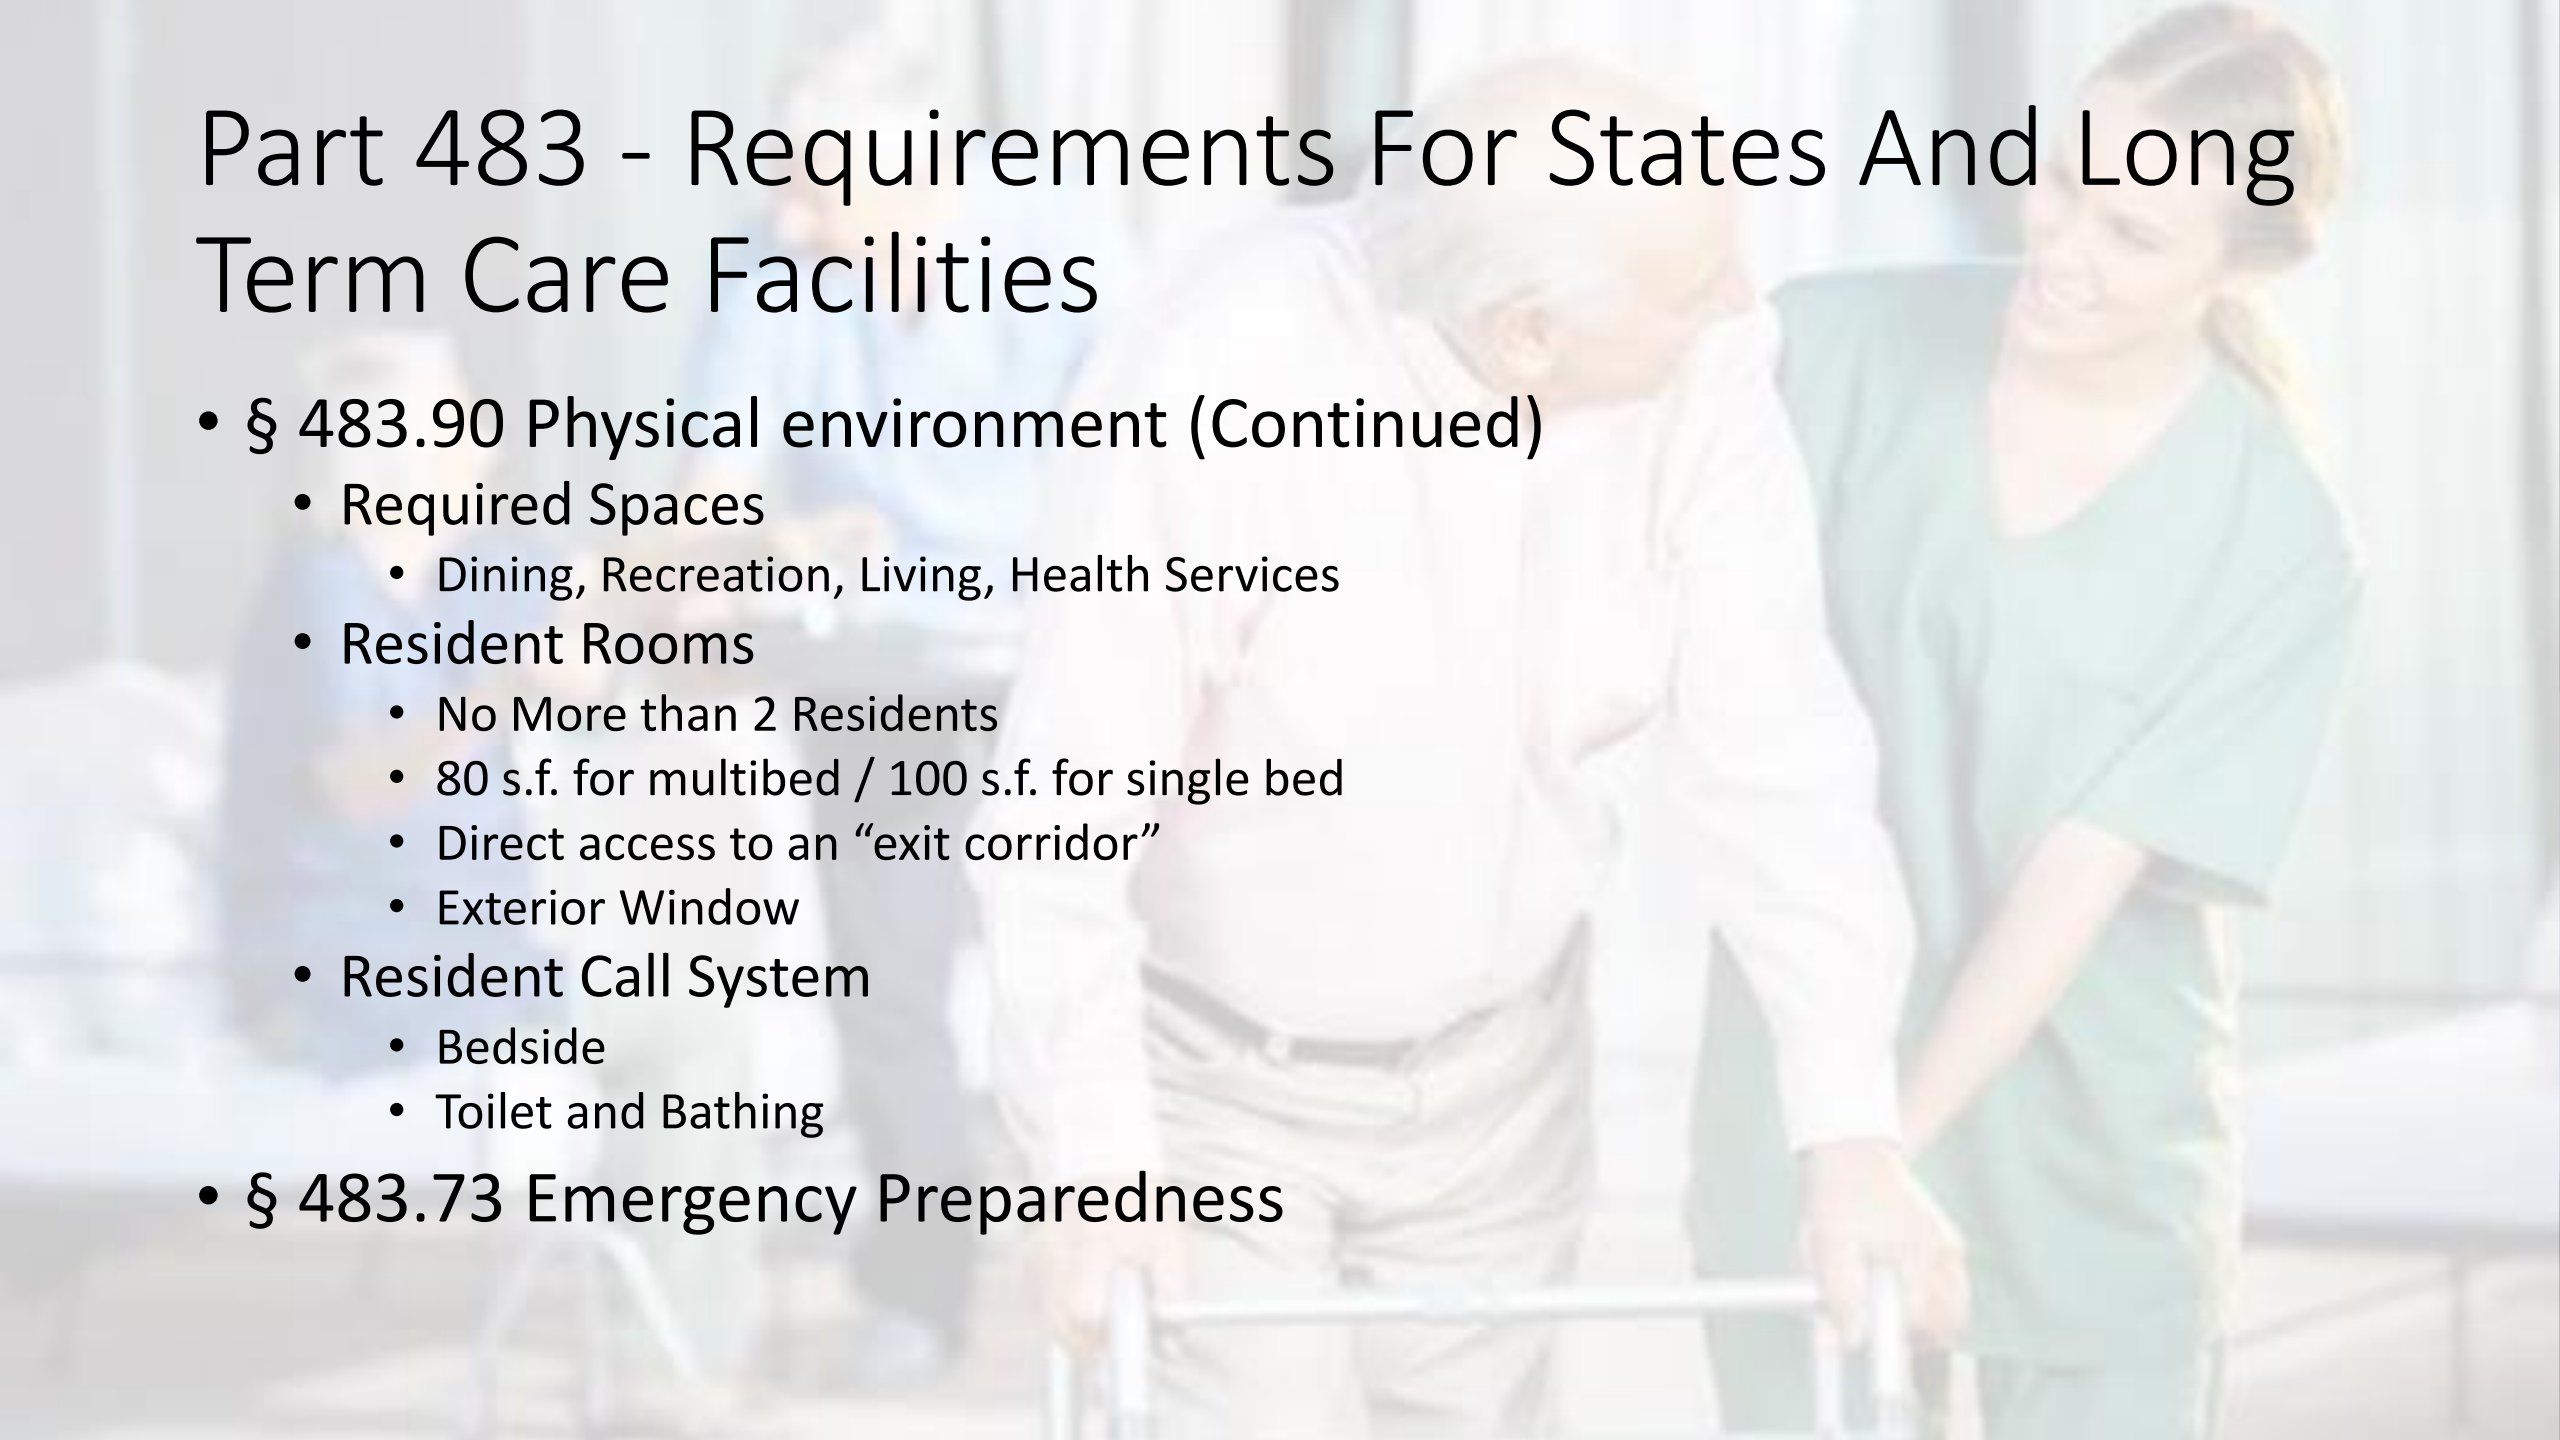 Part 483 - Requirements For States And Long
Term Care Facilities
• § 483.90 Physical environment (Continued)
• Required Spaces
• Dining, Recreation, Living, Health Services
• Resident Rooms
• No More than 2 Residents
• 80 s.f. for multibed / 100 s.f. for single bed
• Direct access to an “exit corridor”
• Exterior Window
• Resident Call System
• Bedside
• Toilet and Bathing
• § 483.73 Emergency Preparedness